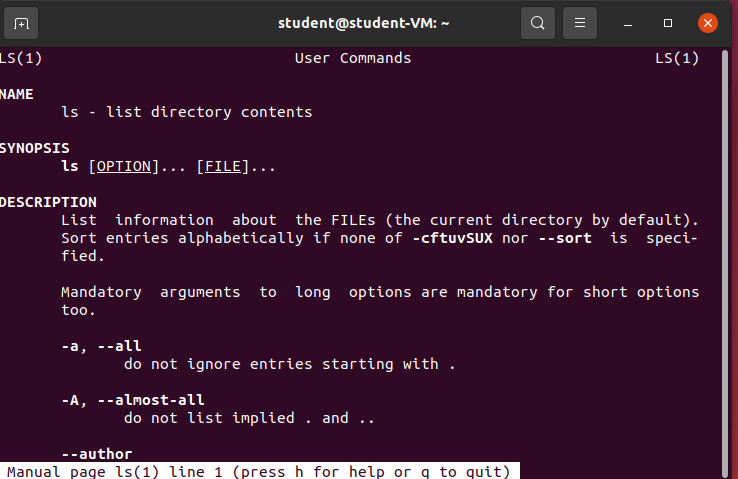 student@student-VM: ~
LS(1) User Commands LS(1)
NAME
ls - list directory contents
SYNOPSIS
ls [OPTION]... [FILE]...
DESCRIPTION
List information about the FILEs (the current directory by default).
Sort entries alphabetically if none of -cftuvSUX nor --sort is speci-
fied.
Mandatory arguments to long options are mandatory for short options
too.
-a, --all
do not ignore entries starting with .
-A, --almost-all
do not list implied . and ..
--author
Manual page ls(1) line 1 (press h for help or q to quit)